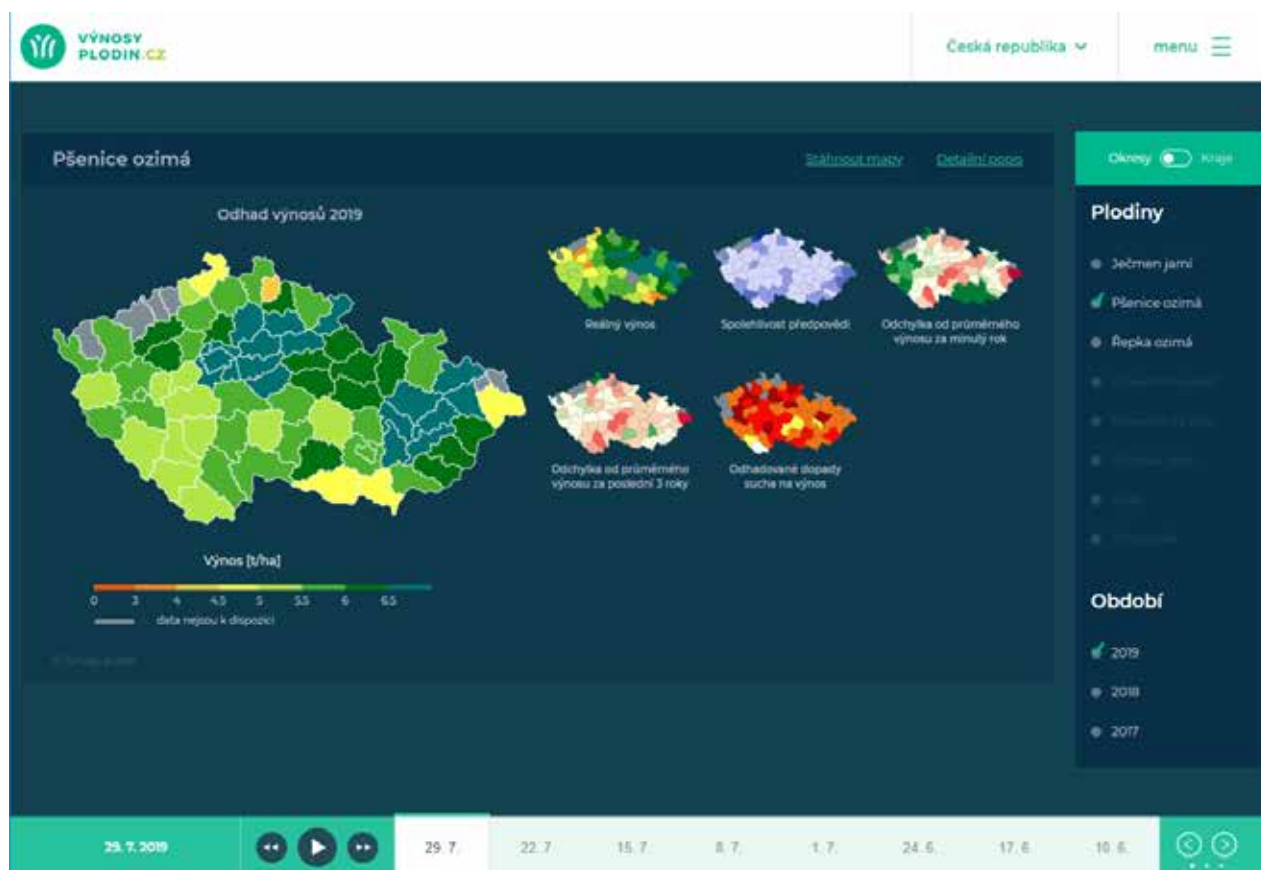 VÝNOSY
PLODIN.CZ
Česká republika
menu
Pšenice ozimá
Stáhnout mapy
Detailní popis
Okresy
Kraje
Odhad výnosů 2019
Reálný výnos
Spolehlivost předpovědi
Odchylka od průměrného
výnosu za minulý rok
Odchylka od průměrného
výnosu za poslední 3 roky
Odhadované dopady
sucha na výnos
Výnos [t/ha]
0 3 4 4.5 5 5.5 6 6.5
data nejsou k dispozici
Plodiny
Ječmen jarní
Pšenice ozimá
Řepka ozimá
Období
2019
2018
2017
29. 7. 2019
29. 7.
22. 7.
15. 7.
8. 7.
1. 7.
24. 6.
17. 6.
10. 6.